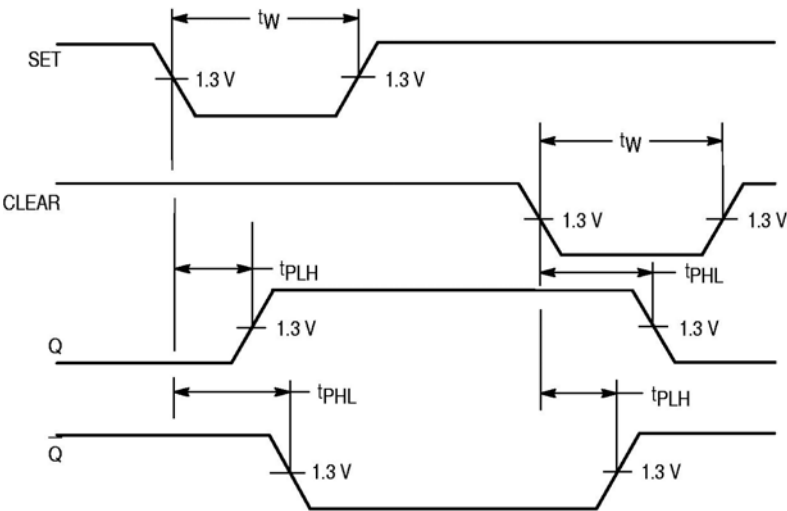 tW
SET
1.3 V
1.3 V
tW
CLEAR
1.3 V
1.3 V
tPLH
tPHL
1.3 V
1.3 V
Q
tPHL
tPLH
Q̅
1.3 V
1.3 V